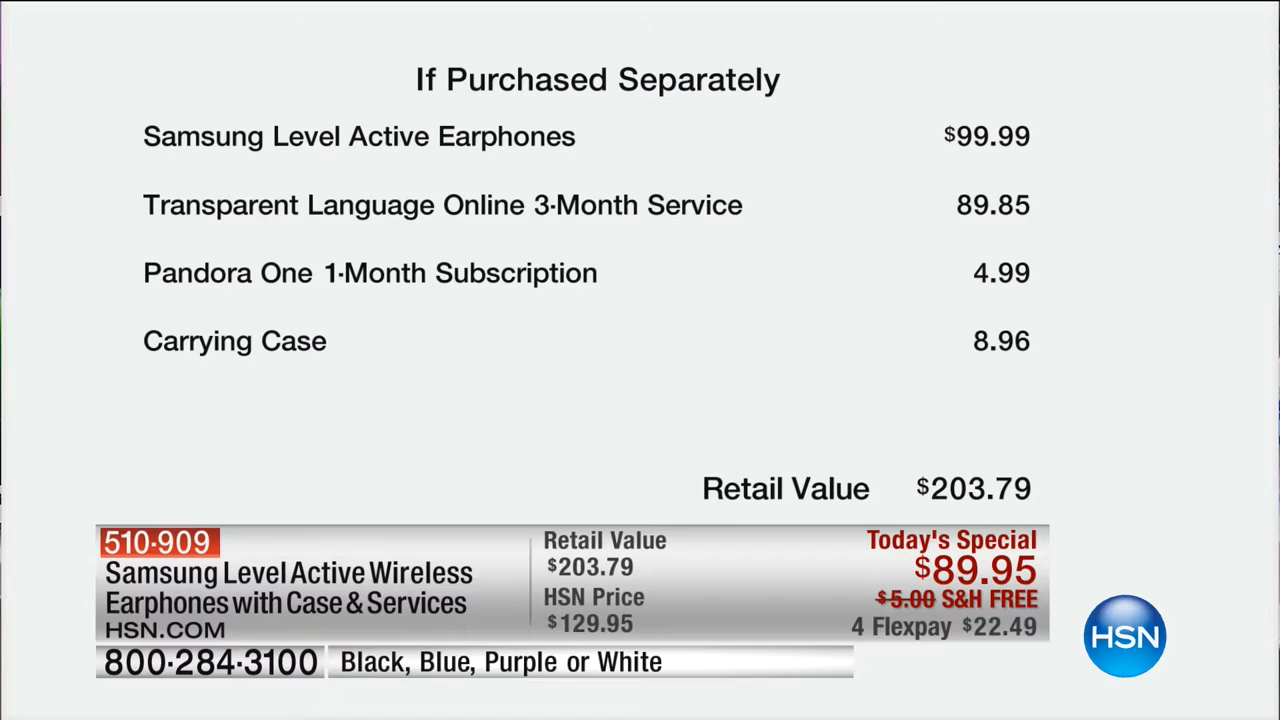 If Purchased Separately
Samsung Level Active Earphones $99.99
Transparent Language Online 3-Month Service 89.85
Pandora One 1-Month Subscription 4.99
Carrying Case 8.96
Retail Value $203.79
510-909
Samsung Level Active Wireless
Earphones with Case & Services
HSN.COM
Retail Value
$203.79
HSN Price
$129.95
Today's Special
$89.95
$5.00 S&H FREE
4 Flexpay $22.49
800-284-3100
Black, Blue, Purple or White
HSN